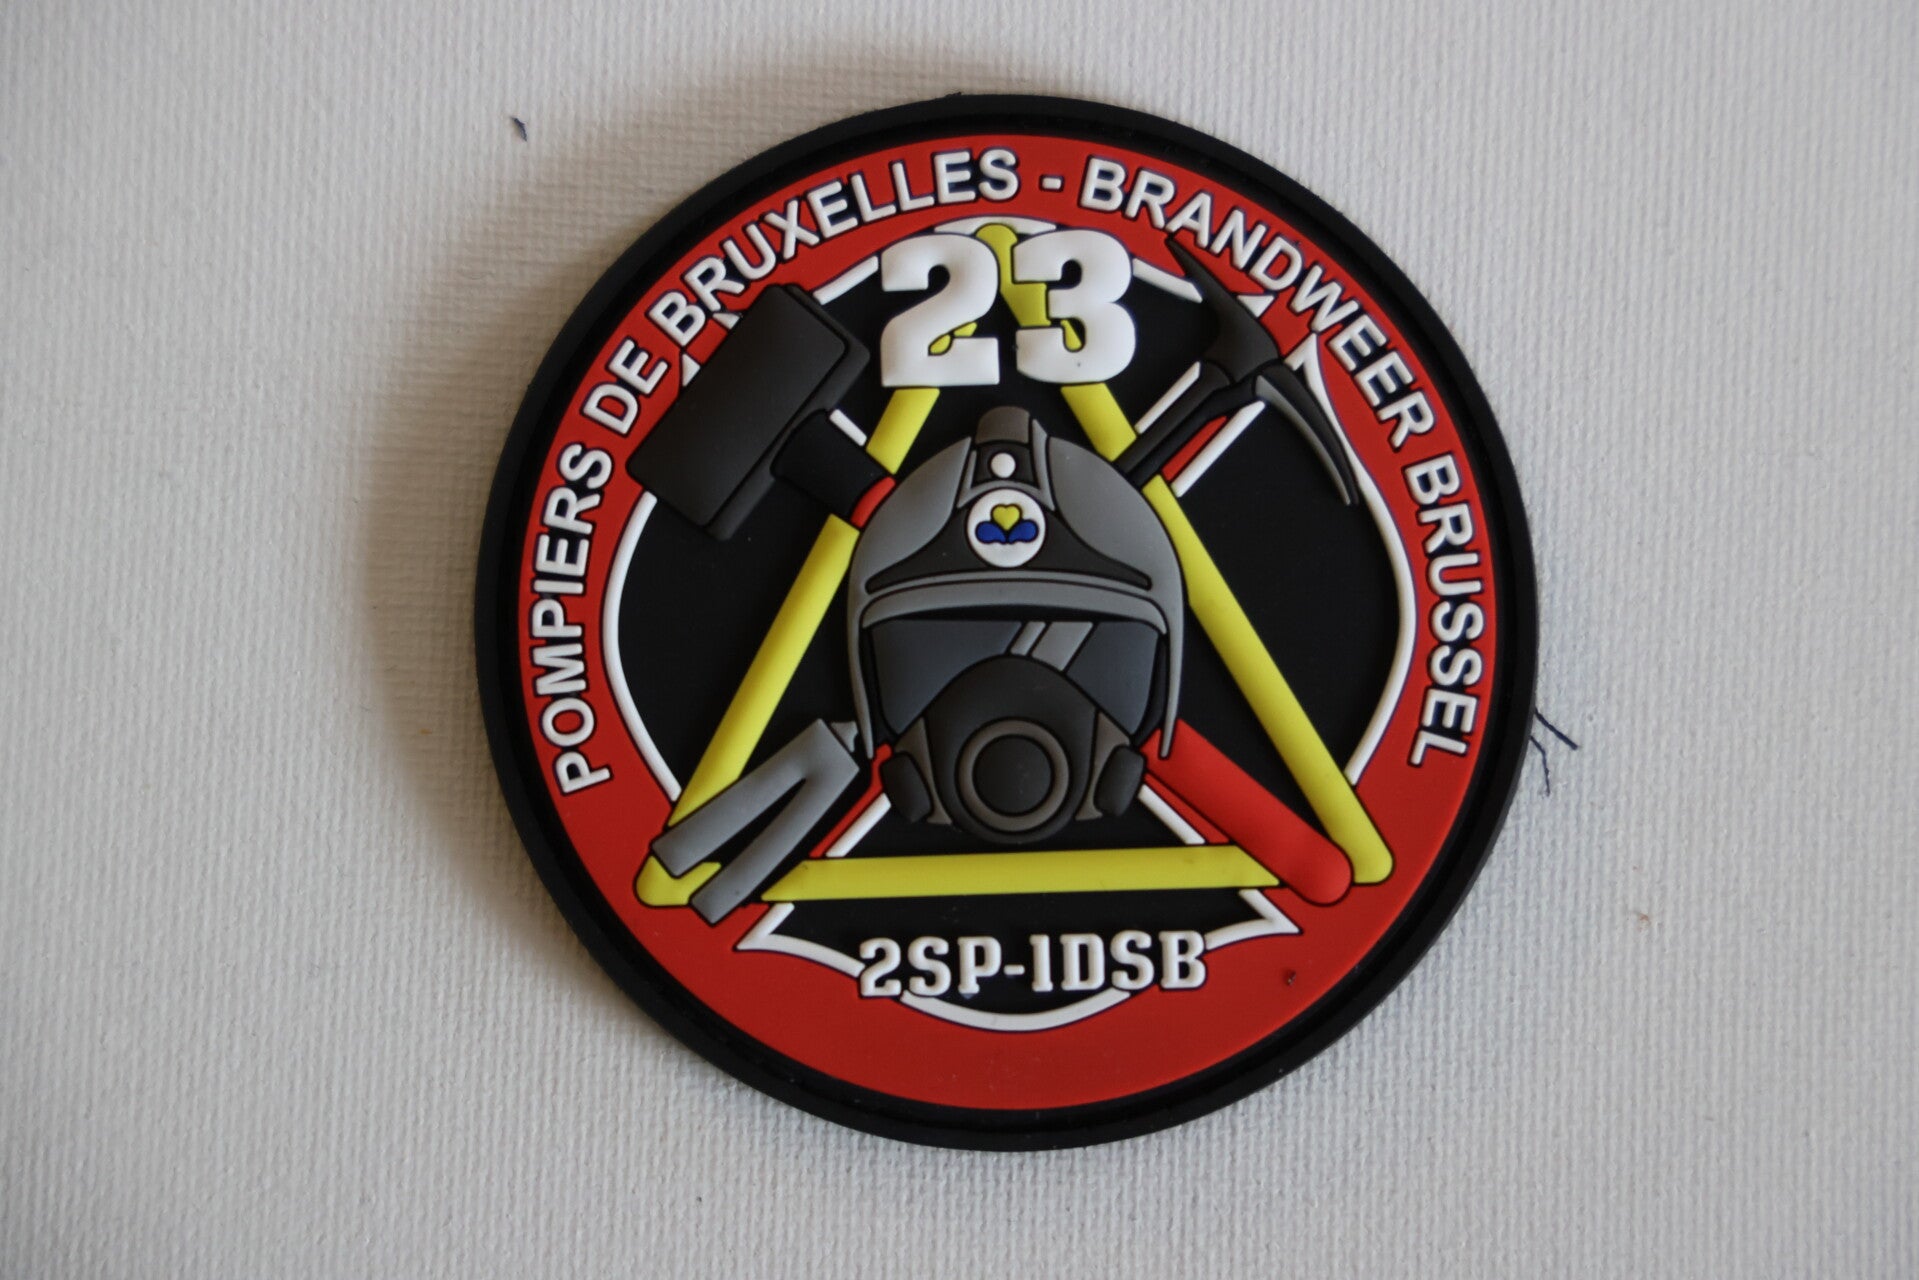 POMPIERS DE BRUXELLES - BRANDWEER BRUSSEL
23
2SP-1DSB